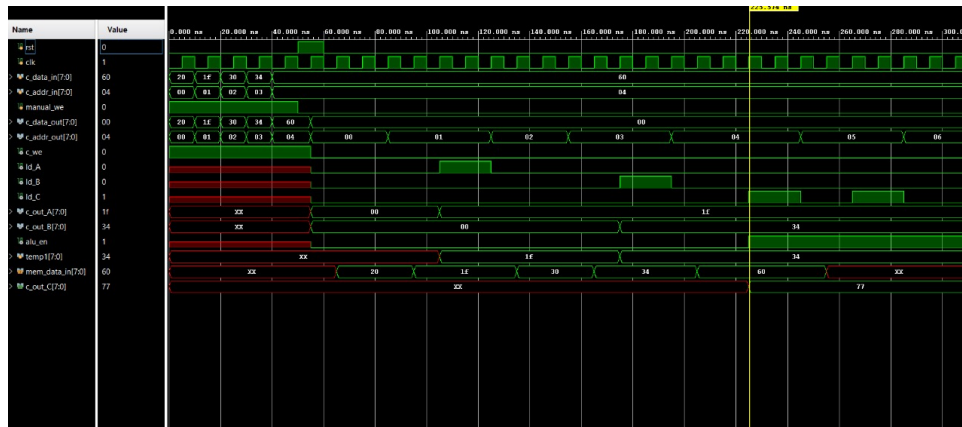 225.376 ns
Name Value 0.000 ns 20.000 ns 40.000 ns 60.000 ns 80.000 ns 100.000 ns 120.000 ns 140.000 ns 160.000 ns 180.000 ns 200.000 ns 220.000 ns 240.000 ns 260.000 ns 280.000 ns 300.0
rst 0
clk 1
c_data_in[7:0] 60 20 1f 30 34 60
c_addr_in[7:0] 04 00 01 02 03 04
manual_we 0
c_data_out[7:0] 00 20 1f 30 34 60 00
c_addr_out[7:0] 04 00 01 02 03 04 00 01 02 03 04 05 06
c_we 0
ld_A 0
ld_B 0
ld_C 1
c_out_A[7:0] 1f XX 00 1f
c_out_B[7:0] 34 XX 00 34
alu_en 1
temp1[7:0] 34 XX 1f 34
mem_data_in[7:0] 60 XX 20 1f 30 34 60 XX
c_out_C[7:0] 77 XX 77